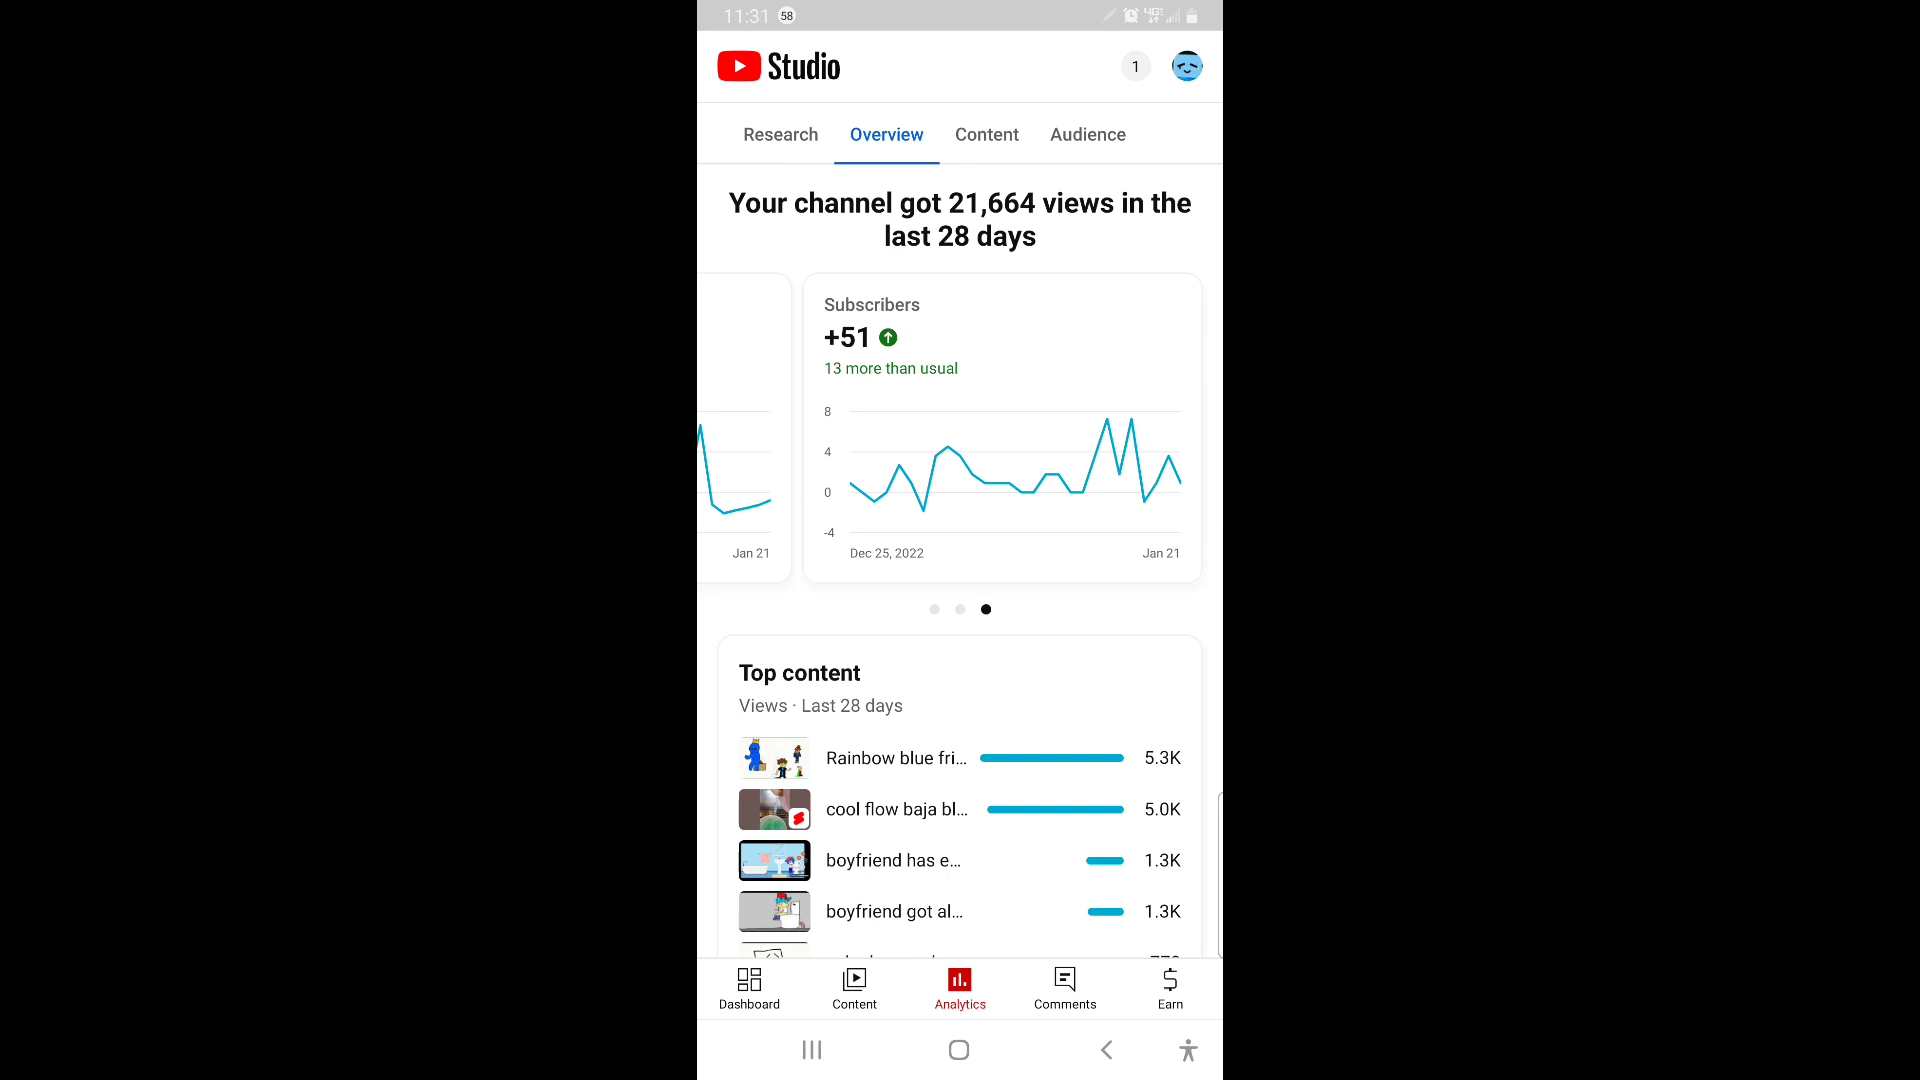 11:31 58
Studio
1
Research Overview Content Audience
Your channel got 21,664 views in the
last 28 days
Subscribers
+51
13 more than usual
8
4
0
-4
Jan 21
Dec 25, 2022 Jan 21
Top content
Views · Last 28 days
Rainbow blue fri... 5.3K
cool flow baja bl... 5.0K
boyfriend has e... 1.3K
boyfriend got al... 1.3K
Dashboard Content Analytics Comments Earn